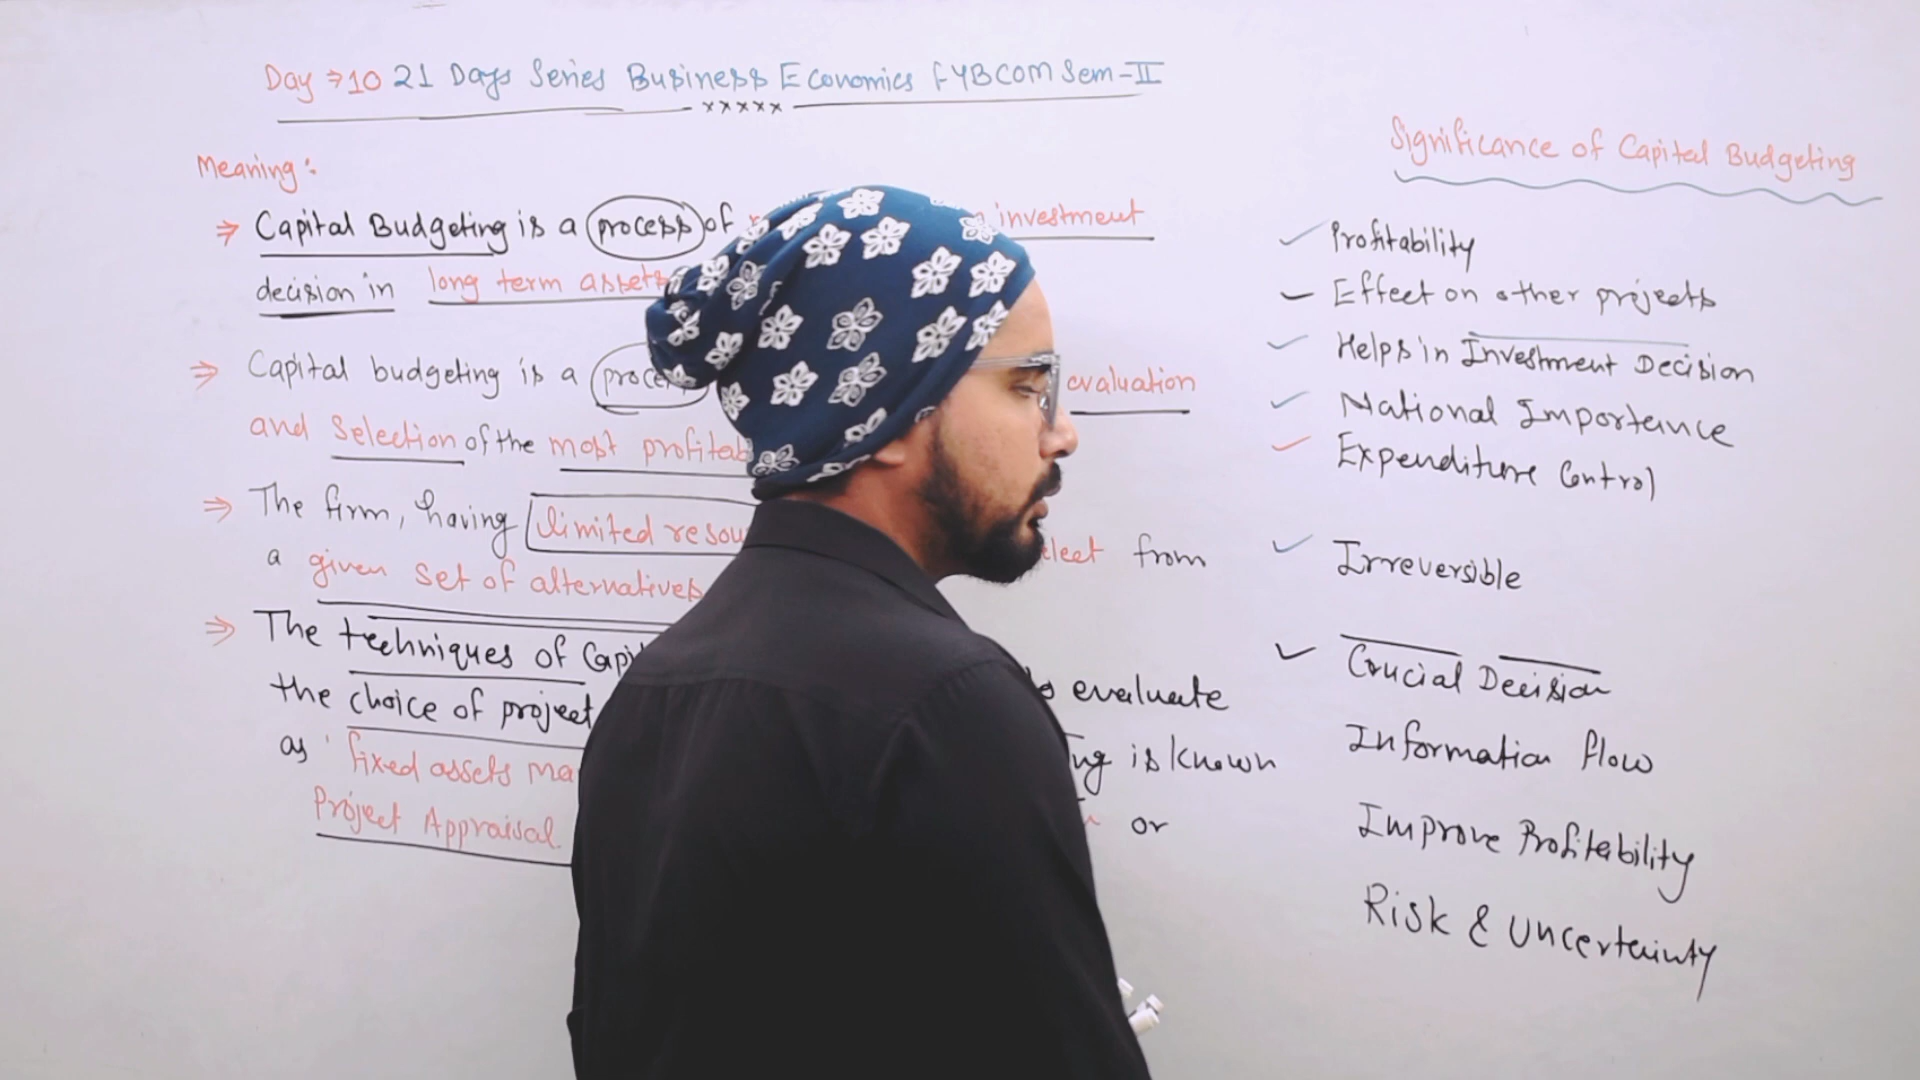 Day ⇒ 10 21 Days Series Business Economics FYBCOM Sem-II
xxxxx
Meaning:
⇒ Capital Budgeting is a process of investment
decision in long term assets
⇒ Capital budgeting is a proce evaluation
and Selection of the most profitab
⇒ The firm, having limited resou elect from
a given set of alternatives
⇒ The techniques of Capi evaluate
the choice of project ng is known
as ' fixed assets ma or
Project Appraisal.
Significance of Capital Budgeting
Profitability
Effect on other projects
Helps in Investment Decision
National Importance
Expenditure Control
Irreversible
Crucial Decision
Information flow
Improve Profitability
Risk & Uncertainty